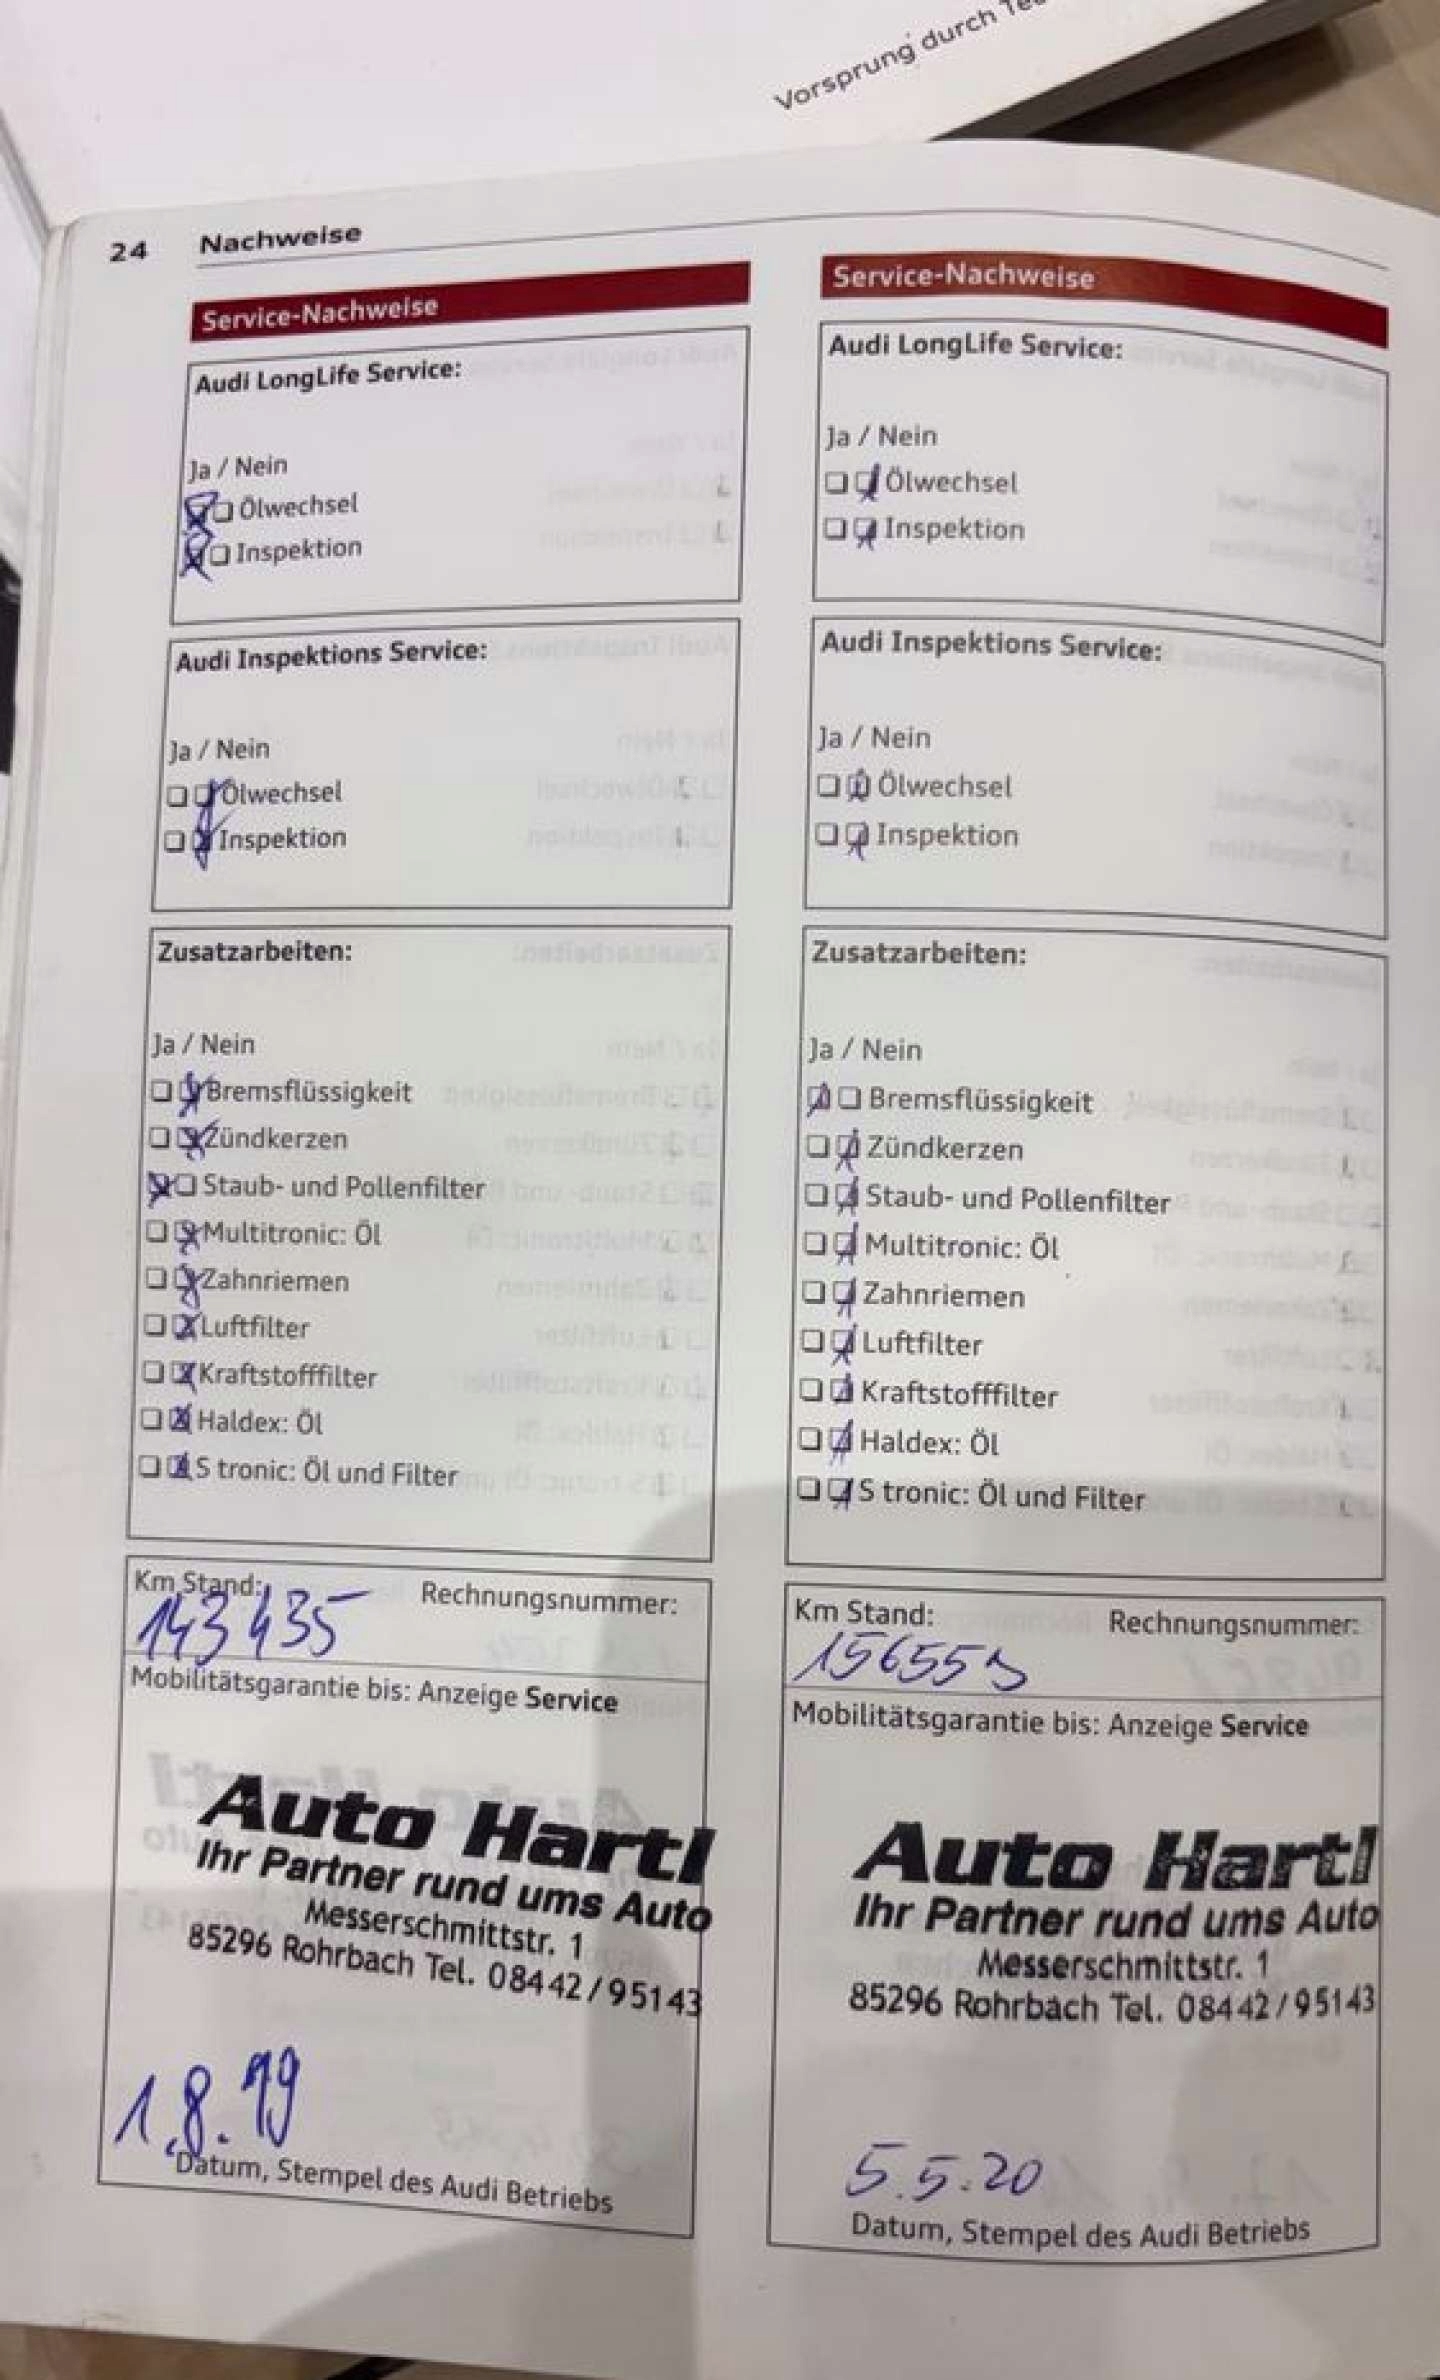 Vorsprung durch
24 Nachweise
Service-Nachweise
Audi LongLife Service:
Ja / Nein
Ölwechsel
Inspektion
Audi Inspektions Service:
Ja / Nein
Ölwechsel
Inspektion
Zusatzarbeiten:
Ja / Nein
Bremsflüssigkeit
Zündkerzen
Staub- und Pollenfilter
Multitronic: Öl
Zahnriemen
Luftfilter
Kraftstofffilter
Haldex: Öl
S tronic: Öl und Filter
Km Stand: Rechnungsnummer:
143 435
Mobilitätsgarantie bis: Anzeige Service
Auto Hartl
Ihr Partner rund ums Auto
Messerschmittstr. 1
85296 Rohrbach Tel. 08442/95143
1.8.19
Datum, Stempel des Audi Betriebs
Service-Nachweise
Audi LongLife Service:
Ja / Nein
Ölwechsel
Inspektion
Audi Inspektions Service:
Ja / Nein
Ölwechsel
Inspektion
Zusatzarbeiten:
Ja / Nein
Bremsflüssigkeit
Zündkerzen
Staub- und Pollenfilter
Multitronic: Öl
Zahnriemen
Luftfilter
Kraftstofffilter
Haldex: Öl
S tronic: Öl und Filter
Km Stand: Rechnungsnummer:
Mobilitätsgarantie bis: Anzeige Service
Auto Hartl
Ihr Partner rund ums Auto
Messerschmittstr. 1
85296 Rohrbach Tel. 08442/95143
5.5.20
Datum, Stempel des Audi Betriebs